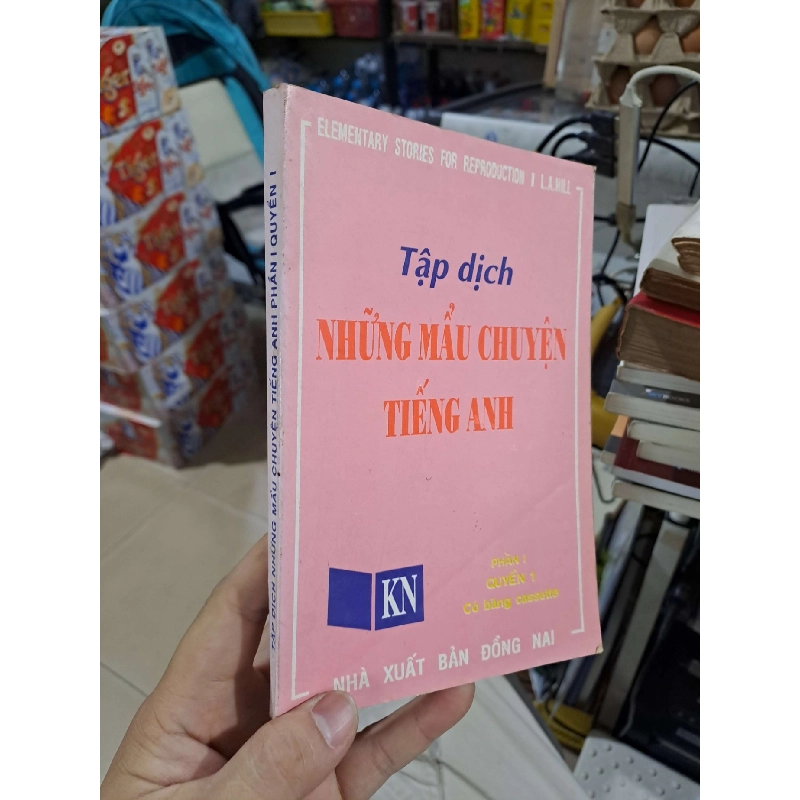 ELEMENTARY STORIES FOR REPRODUCTION I L.A.HILL
Tập dịch
NHỮNG MẨU CHUYỆN
TIẾNG ANH
KN
PHẦN I
QUYỂN 1
Có băng cassette
NHÀ XUẤT BẢN ĐỒNG NAI
TẬP DỊCH NHỮNG MẨU CHUYỆN TIẾNG ANH PHẦN I QUYỂN I
Tiger